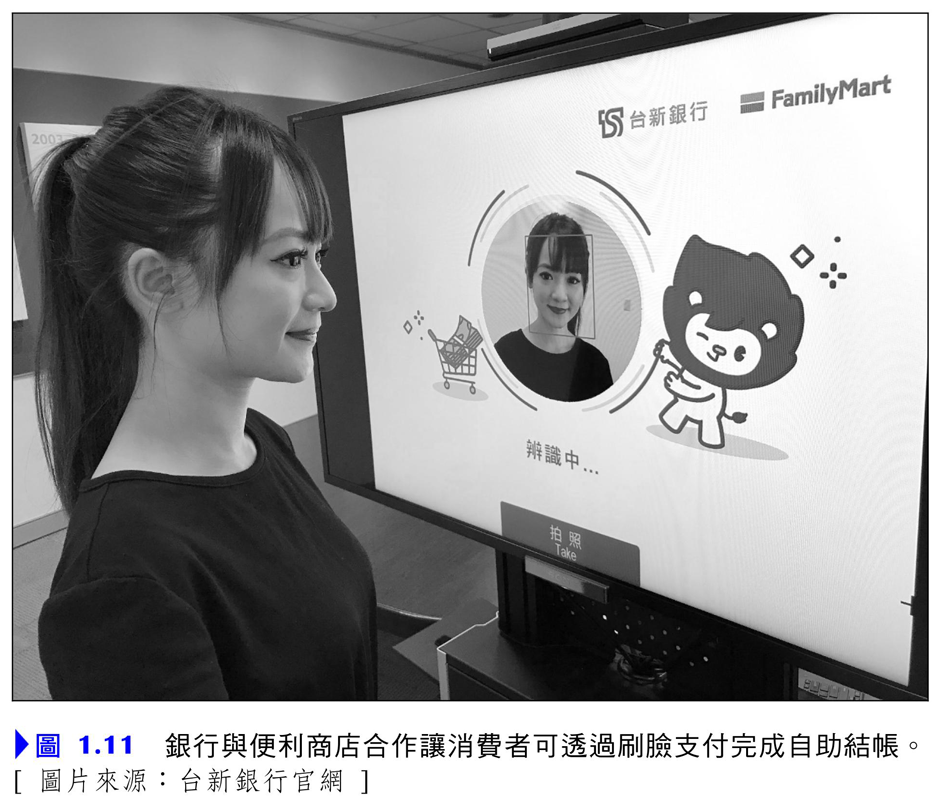 2003
台新銀行
FamilyMart
辨識中...
拍照
Take
圖 1.11 銀行與便利商店合作讓消費者可透過刷臉支付完成自助結帳。
[ 圖片來源：台新銀行官網 ]